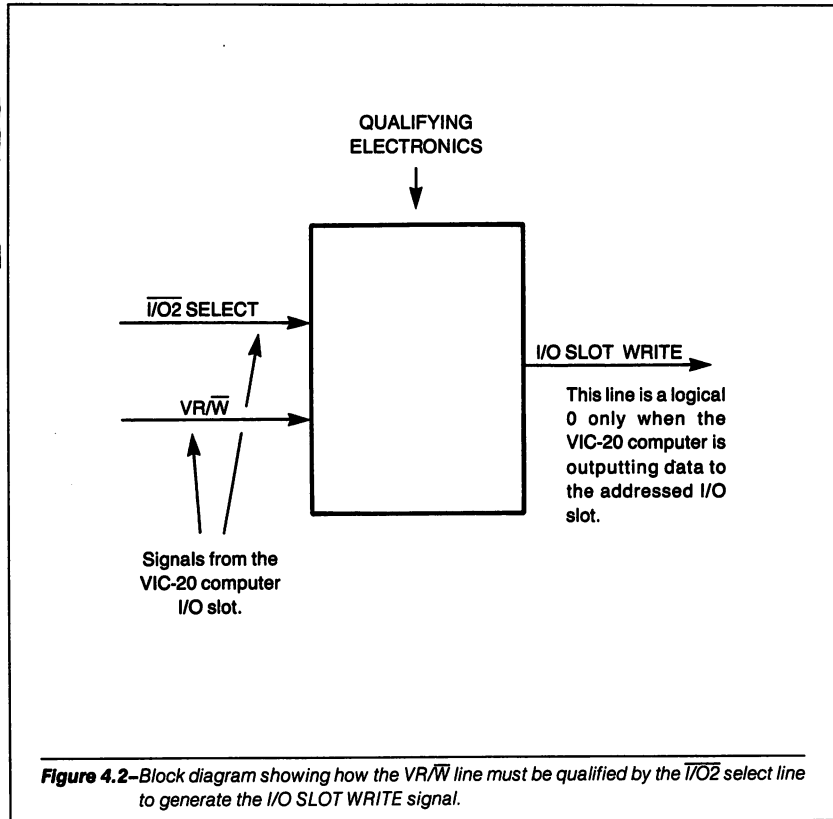 QUALIFYING
ELECTRONICS
I/O2 SELECT
VR/W
I/O SLOT WRITE
This line is a logical
0 only when the
VIC-20 computer is
outputting data to
the addressed I/O
slot.
Signals from the
VIC-20 computer
I/O slot.
Figure 4.2–Block diagram showing how the VR/W line must be qualified by the I/O2 select line
to generate the I/O SLOT WRITE signal.